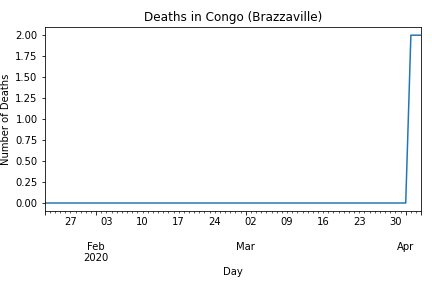 Deaths in Congo (Brazzaville)
2.00
1.75
1.50
1.25
1.00
0.75
0.50
0.25
0.00
Number of Deaths
27 03 10 17 24 02 09 16 23 30
Feb Mar Apr
2020
Day